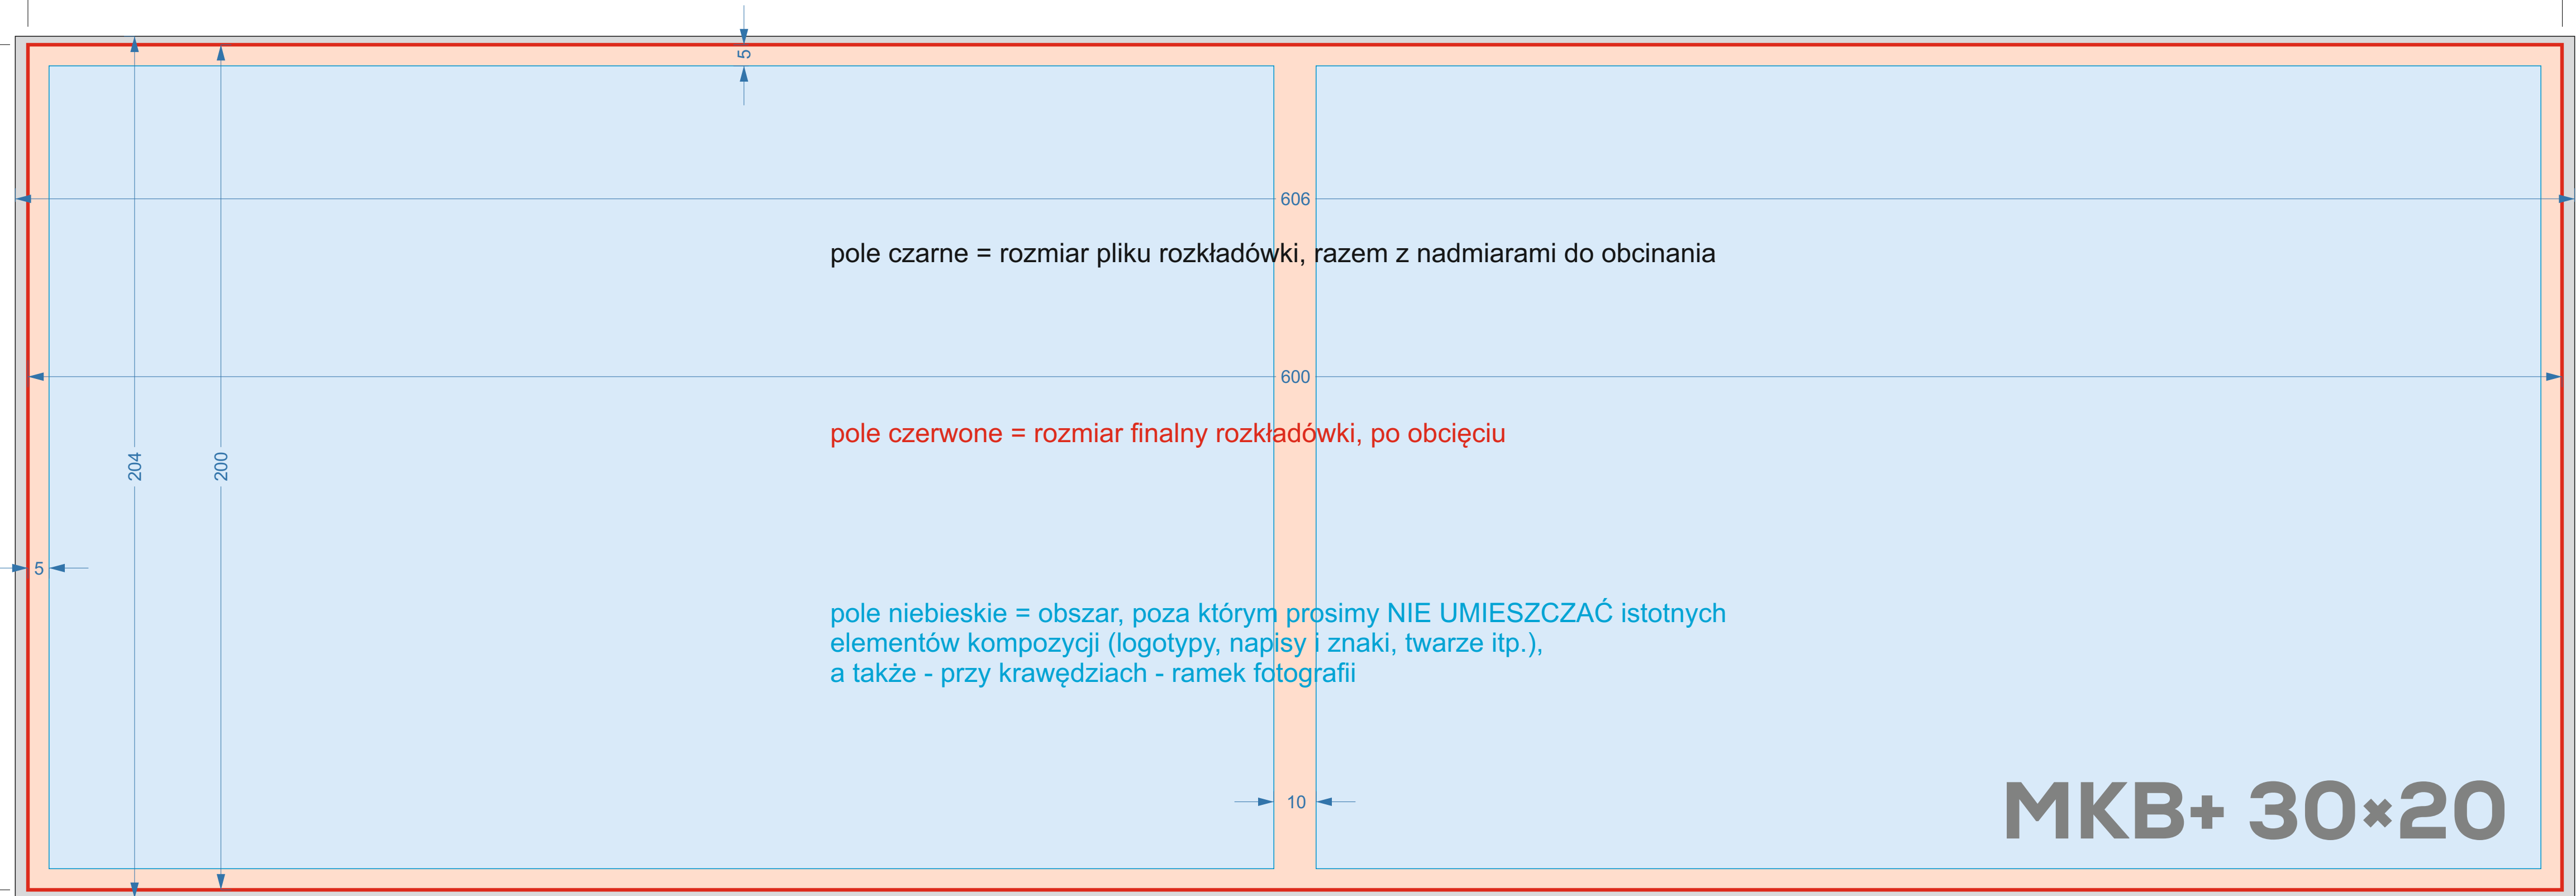 5
606
pole czarne = rozmiar pliku rozkładówki, razem z nadmiarami do obcinania
600
pole czerwone = rozmiar finalny rozkładówki, po obcięciu
204
200
5
pole niebieskie = obszar, poza którym prosimy NIE UMIESZCZAĆ istotnych
elementów kompozycji (logotypy, napisy i znaki, twarze itp.),
a także - przy krawędziach - ramek fotografii
10
MKB+ 30×20